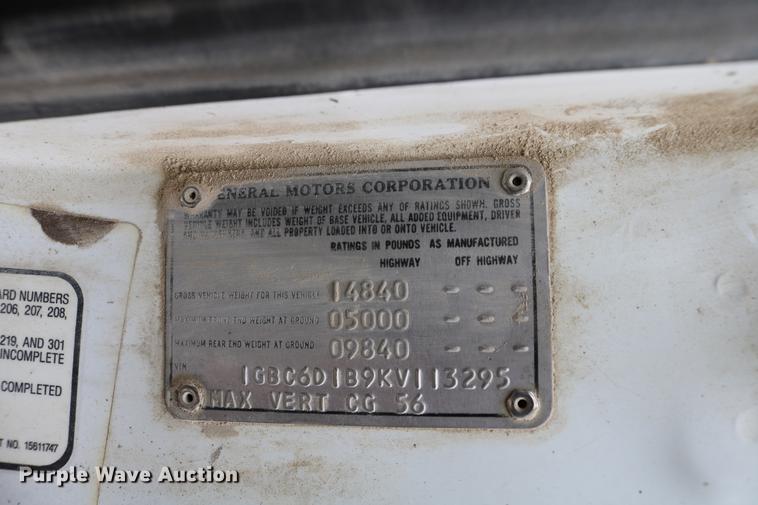 GENERAL MOTORS CORPORATION
WARRANTY MAY BE VOIDED IF WEIGHT EXCEEDS ANY OF RATINGS SHOWN. GROSS
VEHICLE WEIGHT INCLUDES WEIGHT OF BASE VEHICLE, ALL ADDED EQUIPMENT, DRIVER
AND PASSENGERS, AND ALL PROPERTY LOADED INTO OR ONTO VEHICLE.
RATINGS IN POUNDS AS MANUFACTURED
HIGHWAY OFF HIGHWAY
GROSS VEHICLE WEIGHT FOR THIS VEHICLE 14840 - - -
MAXIMUM FRONT END WEIGHT AT GROUND 05000 - - -
MAXIMUM REAR END WEIGHT AT GROUND 09840 - - -
VIN
1GBC6D1B9KV113295
MAX VERT CG 56
ARD NUMBERS
206, 207, 208,
219, AND 301
INCOMPLETE
COMPLETED
T NO. 15611747
Purple Wave Auction